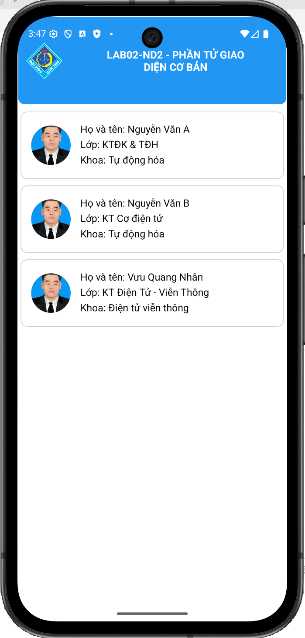 3:47
LAB02-ND2 - PHẦN TỬ GIAO
DIỆN CƠ BẢN
Họ và tên: Nguyễn Văn A
Lớp: KTĐK & TĐH
Khoa: Tự động hóa
Họ và tên: Nguyễn Văn B
Lớp: KT Cơ điện tử
Khoa: Tự động hóa
Họ và tên: Vưu Quang Nhân
Lớp: KT Điện Tử - Viễn Thông
Khoa: Điện tử viễn thông